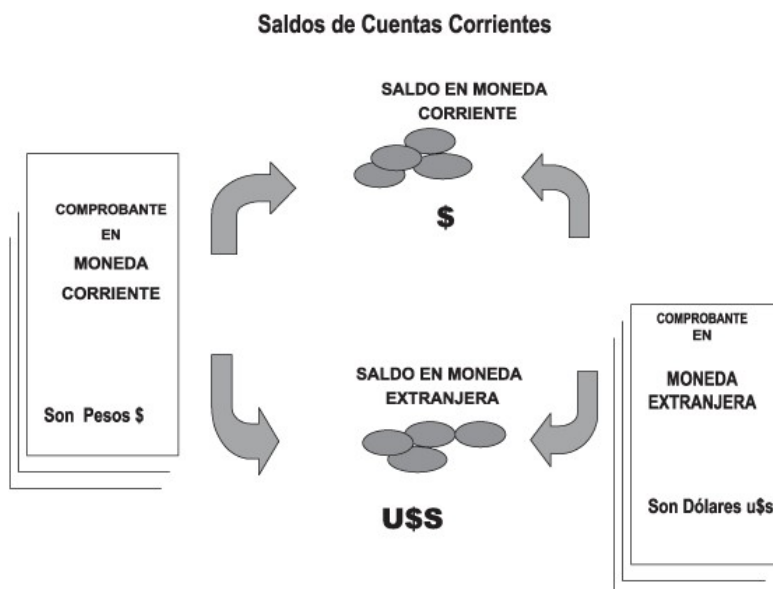 Saldos de Cuentas Corrientes
SALDO EN MONEDA
CORRIENTE
$
COMPROBANTE
EN
MONEDA
CORRIENTE
Son Pesos $
SALDO EN MONEDA
EXTRANJERA
U$S
COMPROBANTE
EN
MONEDA
EXTRANJERA
Son Dólares u$s